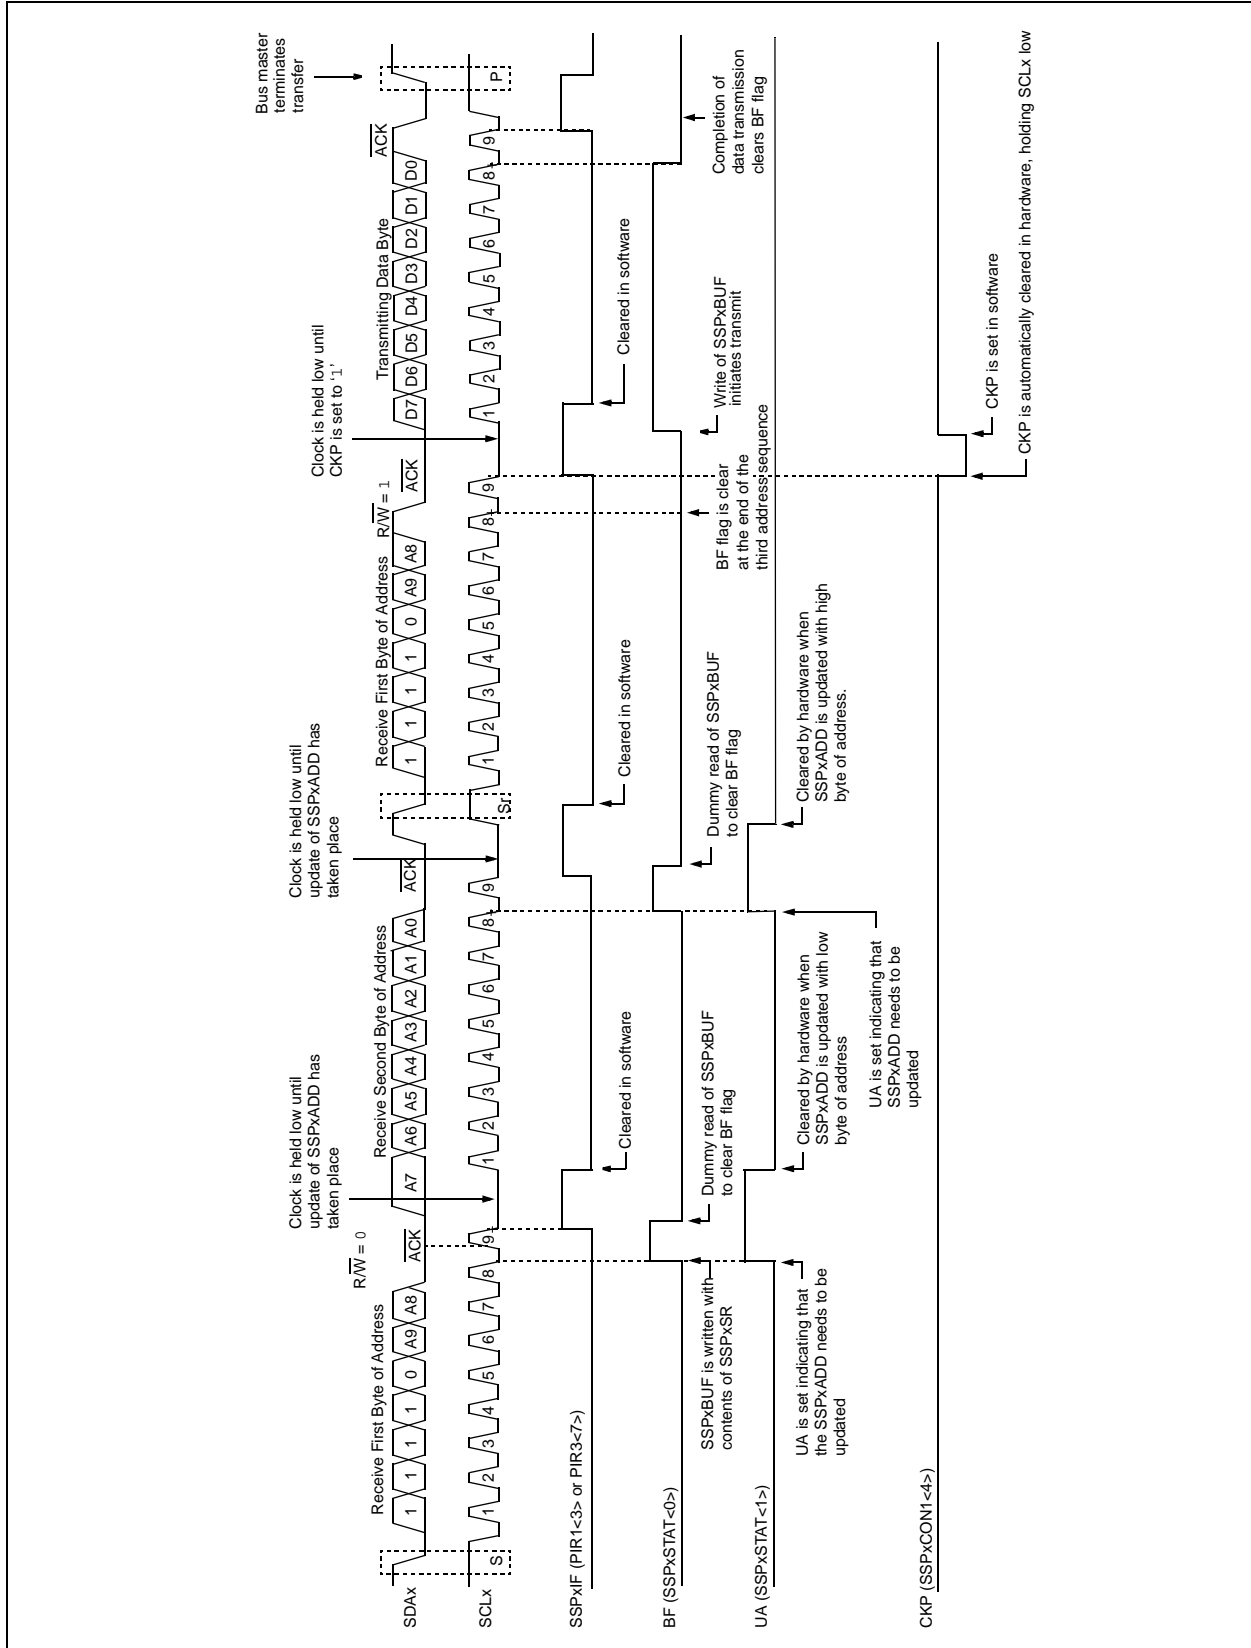 Bus master
terminates
transfer
Clock is held low until
CKP is set to ‘1’
Clock is held low until
update of SSPxADD has
taken place
Clock is held low until
update of SSPxADD has
taken place
R/W = 0
R/W = 1
Receive First Byte of Address
ACK
Receive Second Byte of Address
ACK
Receive First Byte of Address
ACK
Transmitting Data Byte
ACK
SDAx
1 1 1 1 0 A9 A8
A7 A6 A5 A4 A3 A2 A1 A0
1 1 1 1 0 A9 A8
D7 D6 D5 D4 D3 D2 D1 D0
SCLx
S
1 2 3 4 5 6 7 8 9
1 2 3 4 5 6 7 8 9
Sr
1 2 3 4 5 6 7 8 9
1 2 3 4 5 6 7 8 9
P
SSPxIF (PIR1<3> or PIR3<7>)
Cleared in software
Cleared in software
Cleared in software
BF (SSPxSTAT<0>)
SSPxBUF is written with
contents of SSPxSR
Dummy read of SSPxBUF
to clear BF flag
Dummy read of SSPxBUF
to clear BF flag
BF flag is clear
at the end of the
third address sequence
Write of SSPxBUF
initiates transmit
Completion of
data transmission
clears BF flag
UA (SSPxSTAT<1>)
UA is set indicating that
the SSPxADD needs to be
updated
Cleared by hardware when
SSPxADD is updated with low
byte of address
UA is set indicating that
SSPxADD needs to be
updated
Cleared by hardware when
SSPxADD is updated with high
byte of address.
CKP (SSPxCON1<4>)
CKP is set in software
CKP is automatically cleared in hardware, holding SCLx low